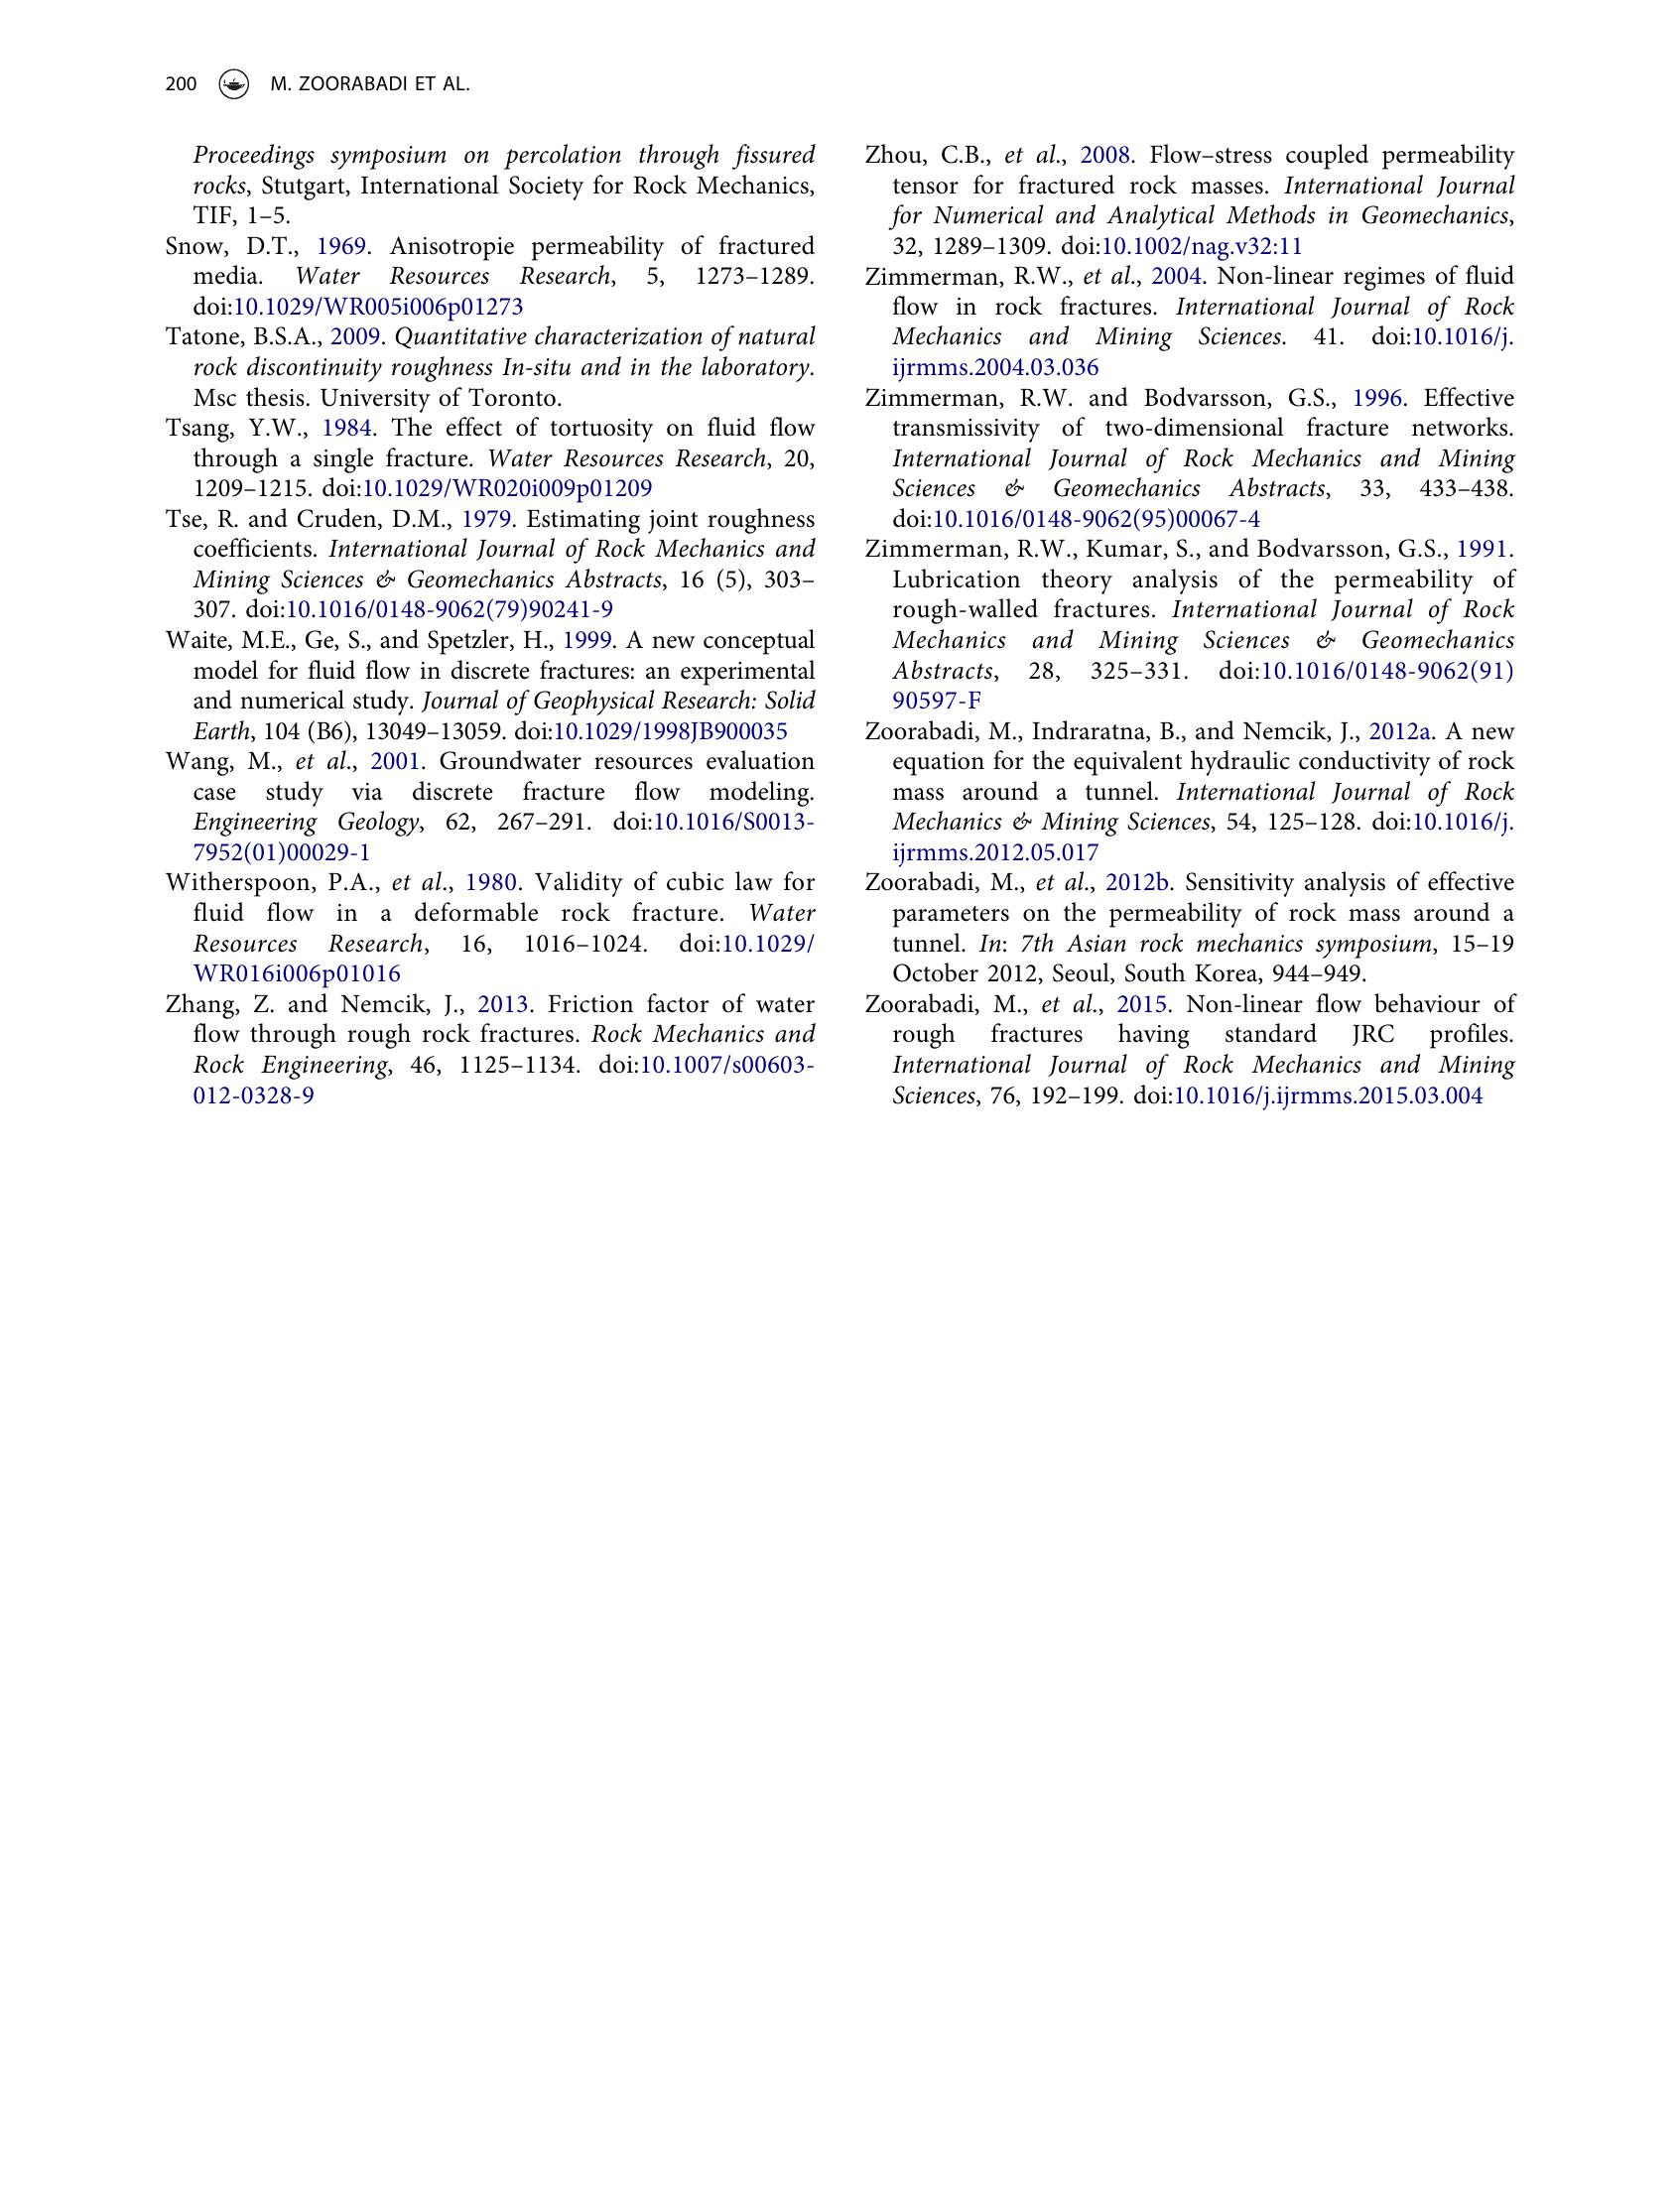 200 M. ZOORABADI ET AL.
Proceedings symposium on percolation through fissured
rocks, Stutgart, International Society for Rock Mechanics,
TIF, 1–5.
Snow, D.T., 1969. Anisotropie permeability of fractured
media. Water Resources Research, 5, 1273–1289.
doi:10.1029/WR005i006p01273
Tatone, B.S.A., 2009. Quantitative characterization of natural
rock discontinuity roughness In-situ and in the laboratory.
Msc thesis. University of Toronto.
Tsang, Y.W., 1984. The effect of tortuosity on fluid flow
through a single fracture. Water Resources Research, 20,
1209–1215. doi:10.1029/WR020i009p01209
Tse, R. and Cruden, D.M., 1979. Estimating joint roughness
coefficients. International Journal of Rock Mechanics and
Mining Sciences & Geomechanics Abstracts, 16 (5), 303–
307. doi:10.1016/0148-9062(79)90241-9
Waite, M.E., Ge, S., and Spetzler, H., 1999. A new conceptual
model for fluid flow in discrete fractures: an experimental
and numerical study. Journal of Geophysical Research: Solid
Earth, 104 (B6), 13049–13059. doi:10.1029/1998JB900035
Wang, M., et al., 2001. Groundwater resources evaluation
case study via discrete fracture flow modeling.
Engineering Geology, 62, 267–291. doi:10.1016/S0013-
7952(01)00029-1
Witherspoon, P.A., et al., 1980. Validity of cubic law for
fluid flow in a deformable rock fracture. Water
Resources Research, 16, 1016–1024. doi:10.1029/
WR016i006p01016
Zhang, Z. and Nemcik, J., 2013. Friction factor of water
flow through rough rock fractures. Rock Mechanics and
Rock Engineering, 46, 1125–1134. doi:10.1007/s00603-
012-0328-9
Zhou, C.B., et al., 2008. Flow–stress coupled permeability
tensor for fractured rock masses. International Journal
for Numerical and Analytical Methods in Geomechanics,
32, 1289–1309. doi:10.1002/nag.v32:11
Zimmerman, R.W., et al., 2004. Non-linear regimes of fluid
flow in rock fractures. International Journal of Rock
Mechanics and Mining Sciences. 41. doi:10.1016/j.
ijrmms.2004.03.036
Zimmerman, R.W. and Bodvarsson, G.S., 1996. Effective
transmissivity of two-dimensional fracture networks.
International Journal of Rock Mechanics and Mining
Sciences & Geomechanics Abstracts, 33, 433–438.
doi:10.1016/0148-9062(95)00067-4
Zimmerman, R.W., Kumar, S., and Bodvarsson, G.S., 1991.
Lubrication theory analysis of the permeability of
rough-walled fractures. International Journal of Rock
Mechanics and Mining Sciences & Geomechanics
Abstracts, 28, 325–331. doi:10.1016/0148-9062(91)
90597-F
Zoorabadi, M., Indraratna, B., and Nemcik, J., 2012a. A new
equation for the equivalent hydraulic conductivity of rock
mass around a tunnel. International Journal of Rock
Mechanics & Mining Sciences, 54, 125–128. doi:10.1016/j.
ijrmms.2012.05.017
Zoorabadi, M., et al., 2012b. Sensitivity analysis of effective
parameters on the permeability of rock mass around a
tunnel. In: 7th Asian rock mechanics symposium, 15–19
October 2012, Seoul, South Korea, 944–949.
Zoorabadi, M., et al., 2015. Non-linear flow behaviour of
rough fractures having standard JRC profiles.
International Journal of Rock Mechanics and Mining
Sciences, 76, 192–199. doi:10.1016/j.ijrmms.2015.03.004